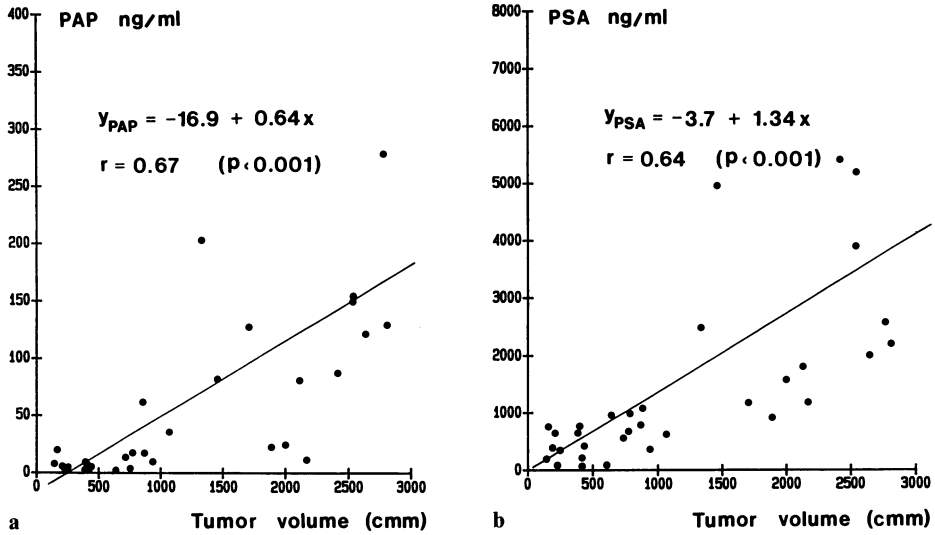 PAP ng/ml
400
350
300
250
200
150
100
50
0
y_PAP = -16.9 + 0.64x
r = 0.67 (p<0.001)
0 500 1000 1500 2000 2500 3000
Tumor volume (cmm)
a
PSA ng/ml
8000
7000
6000
5000
4000
3000
2000
1000
0
y_PSA = -3.7 + 1.34x
r = 0.64 (p<0.001)
0 500 1000 1500 2000 2500 3000
Tumor volume (cmm)
b